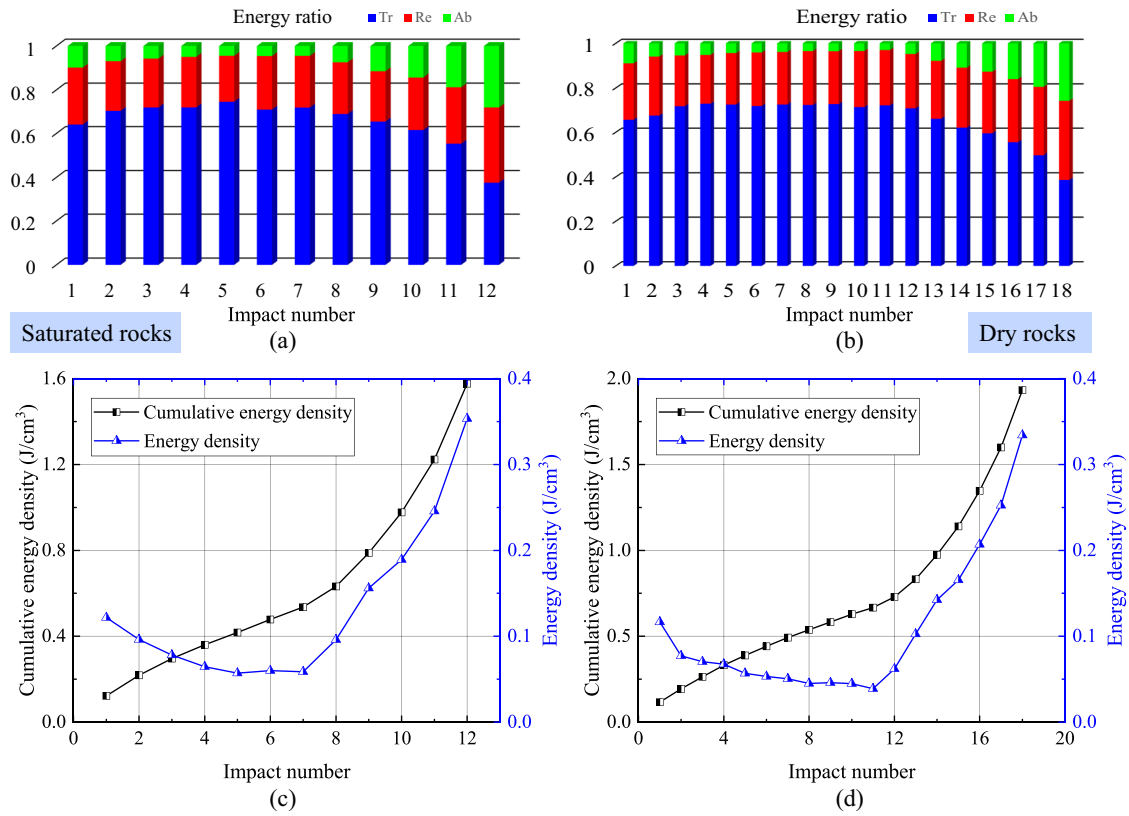 Energy ratio Tr Re Ab
1
0.8
0.6
0.4
0.2
0
1 2 3 4 5 6 7 8 9 10 11 12
Impact number
(a)
Saturated rocks
Energy ratio Tr Re Ab
1
0.8
0.6
0.4
0.2
0
1 2 3 4 5 6 7 8 9 10 11 12 13 14 15 16 17 18
Impact number
(b)
Dry rocks
Cumulative energy density (J/cm³)
1.6
1.2
0.8
0.4
0.0
Cumulative energy density
Energy density
0.4
0.3
0.2
0.1
0.0
Energy density (J/cm³)
0 2 4 6 8 10 12
Impact number
(c)
Cumulative energy density (J/cm³)
2.0
1.5
1.0
0.5
0.0
Cumulative energy density
Energy density
0.4
0.3
0.2
0.1
0.0
Energy density (J/cm³)
0 4 8 12 16 20
Impact number
(d)